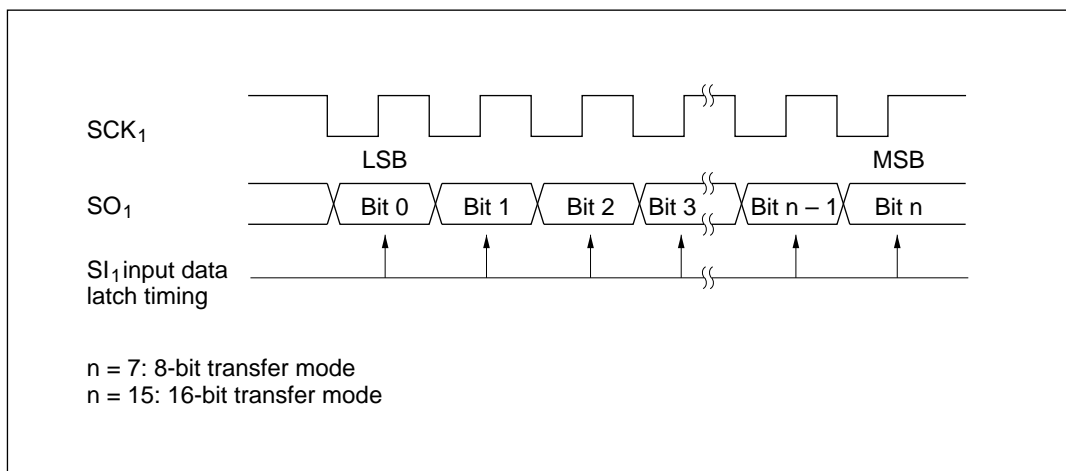 SCK1
LSB MSB
SO1 Bit 0 Bit 1 Bit 2 Bit 3 Bit n – 1 Bit n
SI1 input data
latch timing
n = 7: 8-bit transfer mode
n = 15: 16-bit transfer mode